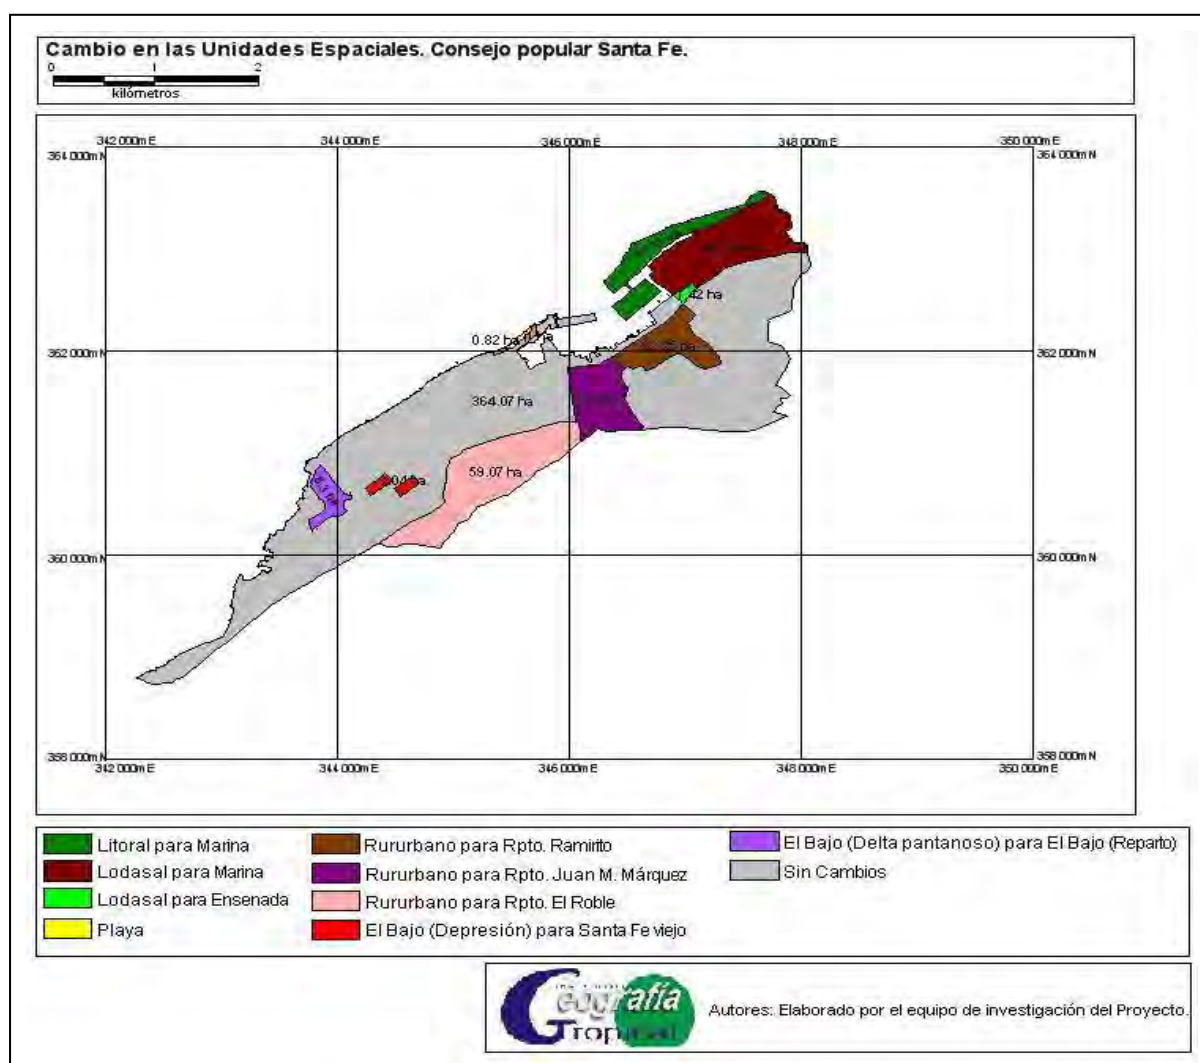 Cambio en las Unidades Espaciales. Consejo popular Santa Fe.
0 1 2
kilómetros
342 000m E 344 000m E 346 000m E 348 000m E 350 000m E
364 000m N 364 000m N
1.42 ha
0.82 ha
362 000m N 362 000m N
364.07 ha
59.07 ha
360 000m N 360 000m N
358 000m N 358 000m N
342 000m E 344 000m E 346 000m E 348 000m E 350 000m E
Litoral para Marina
Lodasal para Marina
Lodasal para Ensenada
Playa
Rururbano para Rpto. Ramirito
Rururbano para Rpto. Juan M. Márquez
Rururbano para Rpto. El Roble
El Bajo (Depresión) para Santa Fe viejo
El Bajo (Delta pantanoso) para El Bajo (Reparto)
Sin Cambios
Geografía
Tropical
Autores: Elaborado por el equipo de investigación del Proyecto.